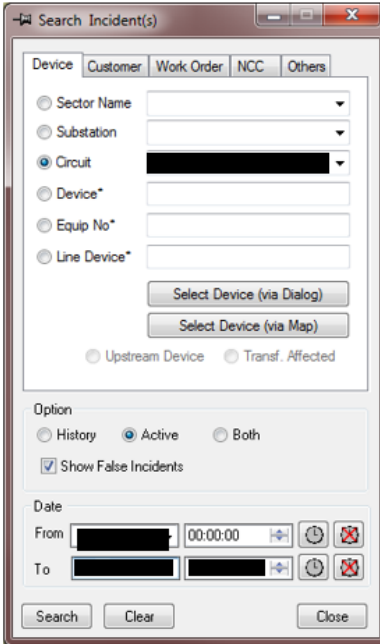 Search Incident(s)
Device Customer Work Order NCC Others
Sector Name
Substation
Circuit
Device*
Equip No*
Line Device*
Select Device (via Dialog)
Select Device (via Map)
Upstream Device Transf. Affected
Option
History Active Both
Show False Incidents
Date
From 00:00:00
To
Search Clear Close